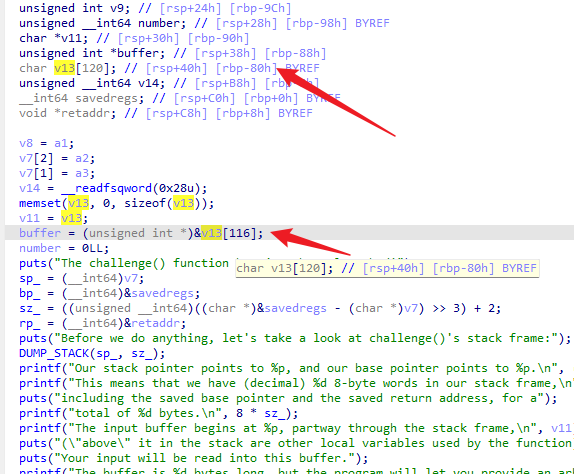 unsigned int v9; // [rsp+24h] [rbp-9Ch]
unsigned __int64 number; // [rsp+28h] [rbp-98h] BYREF
char *v11; // [rsp+30h] [rbp-90h]
unsigned int *buffer; // [rsp+38h] [rbp-88h]
char v13[120]; // [rsp+40h] [rbp-80h] BYREF
unsigned __int64 v14; // [rsp+B8h] [rbp-
__int64 savedregs; // [rsp+C0h] [rbp+0h] BYREF
void *retaddr; // [rsp+C8h] [rbp+8h] BYREF
v8 = a1;
v7[2] = a2;
v7[1] = a3;
v14 = __readfsqword(0x28u);
memset(v13, 0, sizeof(v13));
v11 = v13;
buffer = (unsigned int *)&v13[116];
number = 0LL;
puts("The challenge() function
char v13[120]; // [rsp+40h] [rbp-80h] BYREF
sp_ = (__int64)v7;
bp_ = (__int64)&savedregs;
sz_ = ((unsigned __int64)((char *)&savedregs - (char *)v7) >> 3) + 2;
rp_ = (__int64)&retaddr;
puts("Before we do anything, let's take a look at challenge()'s stack frame:");
DUMP_STACK(sp_, sz_);
printf("Our stack pointer points to %p, and our base pointer points to %p.\n",
printf("This means that we have (decimal) %d 8-byte words in our stack frame,\n"
puts("including the saved base pointer and the saved return address, for a");
printf("total of %d bytes.\n", 8 * sz_);
printf("The input buffer begins at %p, partway through the stack frame,\n", v11
puts("(\"above\" it in the stack are other local variables used by the function
puts("Your input will be read into this buffer.");
printf("The buffer is %d bytes long, but the program will let you provide an